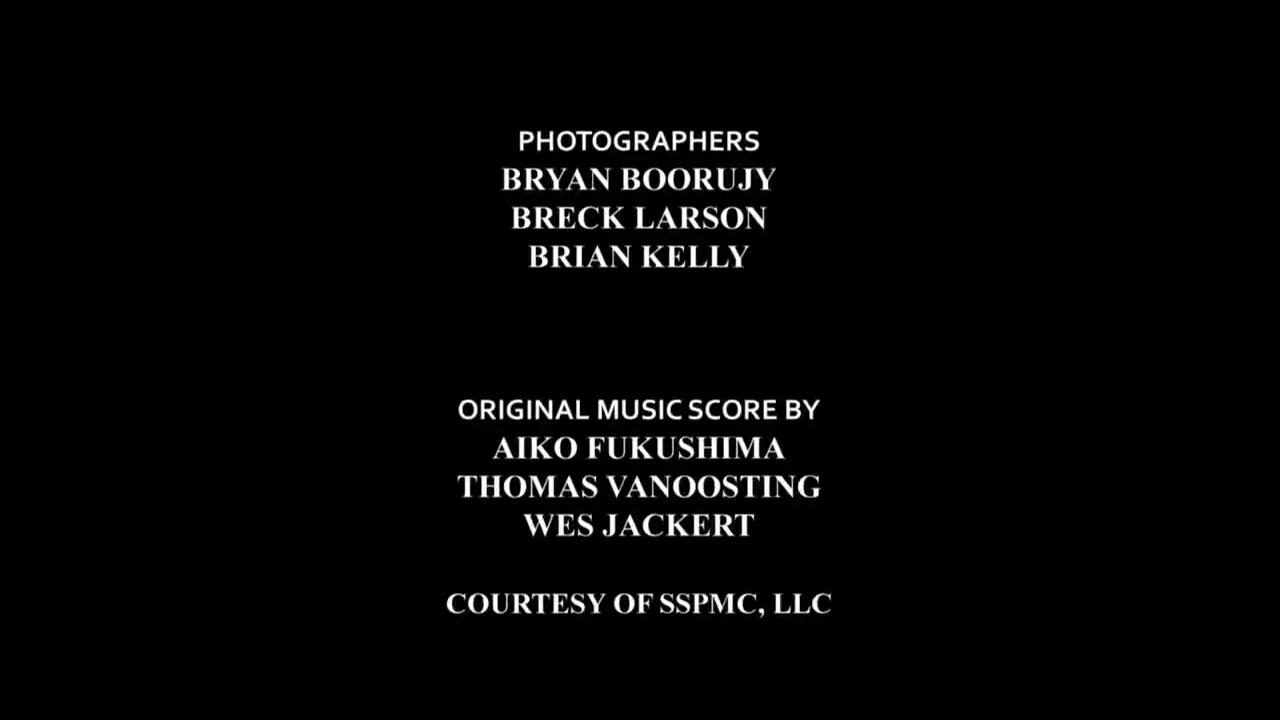 PHOTOGRAPHERS
BRYAN BOORUJY
BRECK LARSON
BRIAN KELLY
ORIGINAL MUSIC SCORE BY
AIKO FUKUSHIMA
THOMAS VANOOSTING
WES JACKERT
COURTESY OF SSPMC, LLC